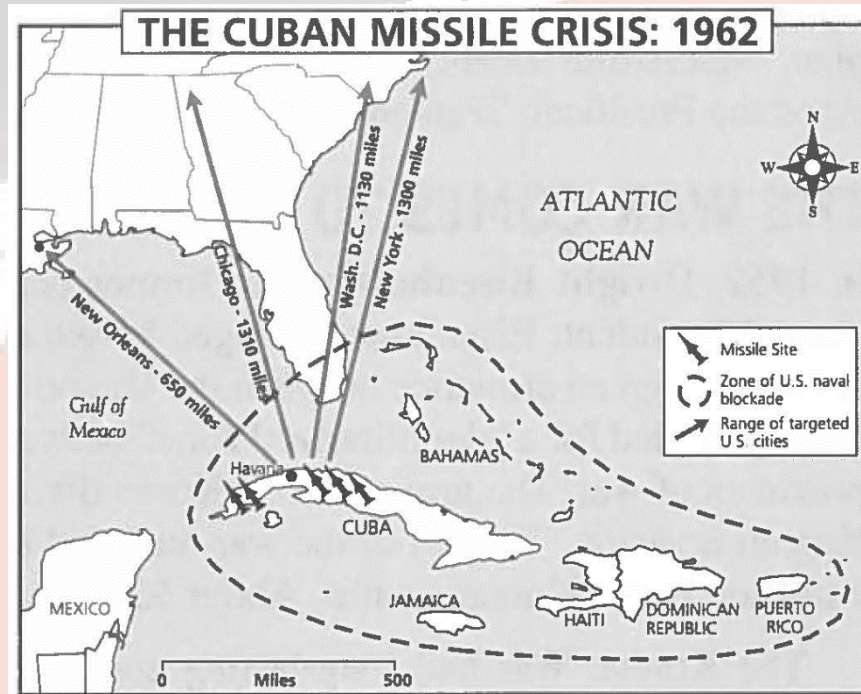 THE CUBAN MISSILE CRISIS: 1962
N
W
E
S
ATLANTIC
OCEAN
New Orleans - 650 miles
Chicago - 1310 miles
Wash. D.C. - 1130 miles
New York - 1300 miles
Missile Site
Zone of U.S. naval
blockade
Range of targeted
U.S. cities
Gulf of
Mexico
BAHAMAS
Havana
CUBA
MEXICO
JAMAICA
HAITI
DOMINICAN
REPUBLIC
PUERTO
RICO
0
500
Miles